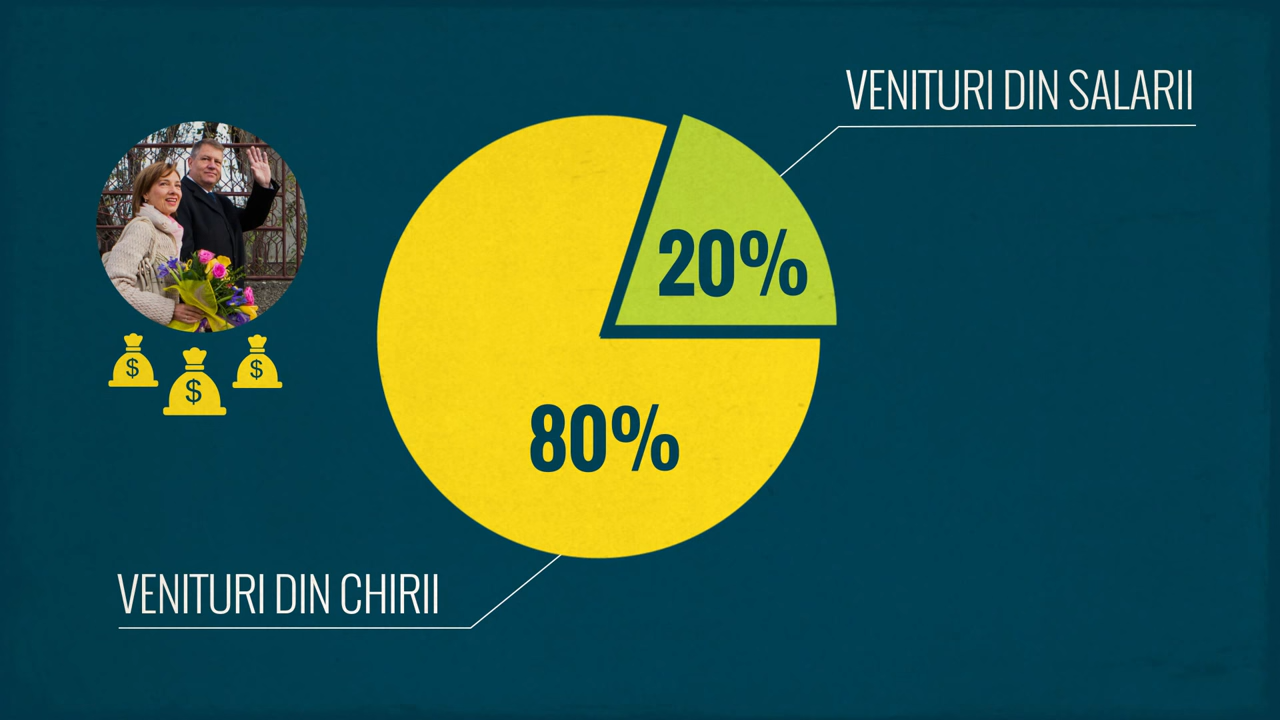 VENITURI DIN SALARII
20%
80%
$ $ $
VENITURI DIN CHIRII